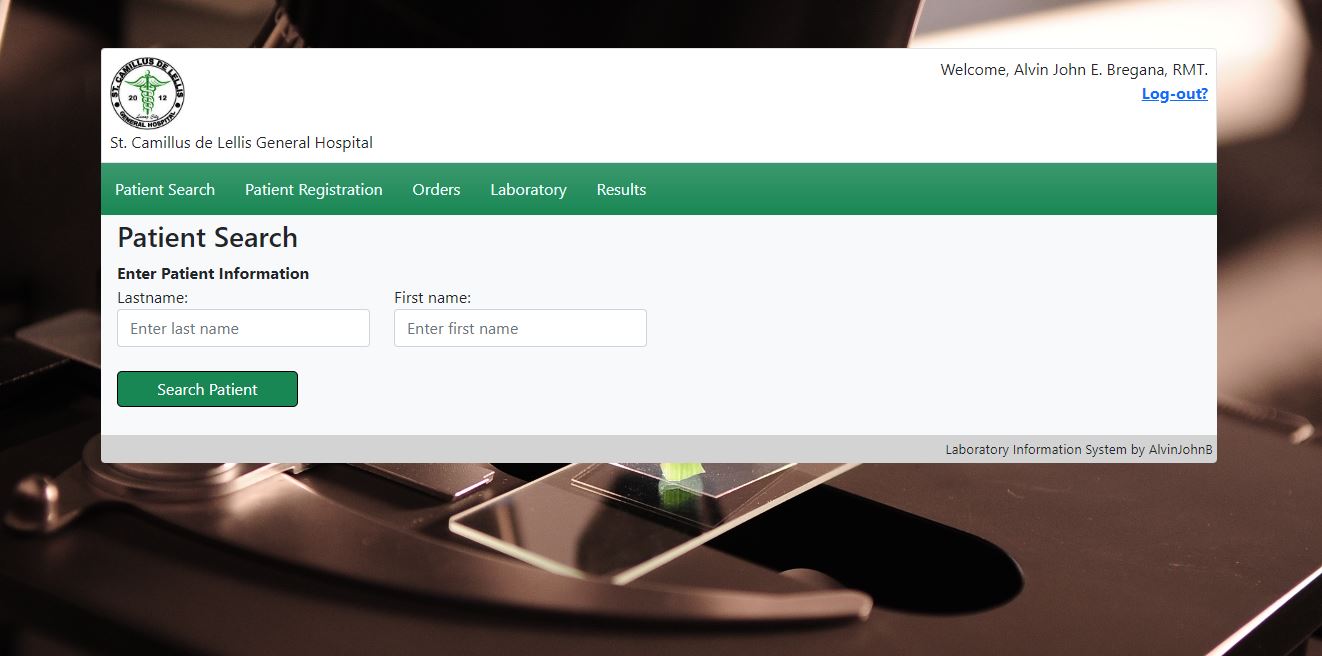 ST. CAMILLUS DE LELLIS
20 12
GENERAL HOSPITAL
St. Camillus de Lellis General Hospital
Welcome, Alvin John E. Bregana, RMT.
Log-out?
Patient Search Patient Registration Orders Laboratory Results
Patient Search
Enter Patient Information
Lastname: First name:
Enter last name Enter first name
Search Patient
Laboratory Information System by AlvinJohnB